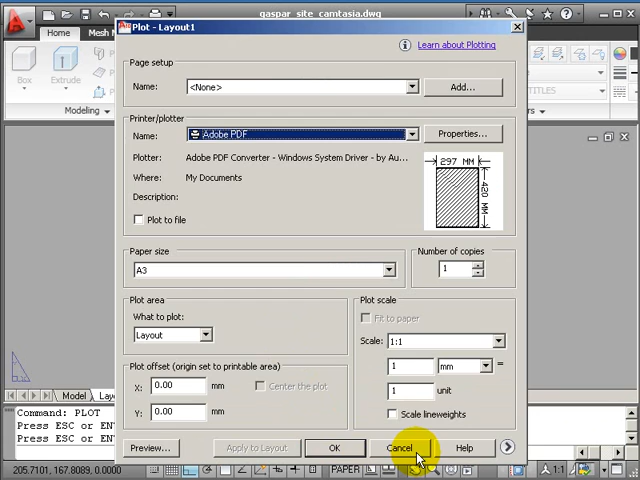 gaspar_site_camtasia.dwg
Plot - Layout1
Home
Mesh M
Learn about Plotting
Page setup
Name:
<None>
Add...
Box
Extrude
Modeling
Printer/plotter
Name:
Adobe PDF
Properties...
Plotter:
Adobe PDF Converter - Windows System Driver - by Au...
Where:
My Documents
Description:
Plot to file
297 MM
420 MM
Paper size
A3
Number of copies
1
Plot area
What to plot:
Layout
Plot scale
Fit to paper
Scale:
1:1
1
mm
=
1
unit
Scale lineweights
Plot offset (origin set to printable area)
X:
0.00
mm
Center the plot
Y:
0.00
mm
Model
Preview...
Apply to Layout
OK
Cancel
Help
Command: PLOT
Press ESC or EN
Press ESC or EN
205.7101, 167.8089, 0.0000
PAPER
1:1